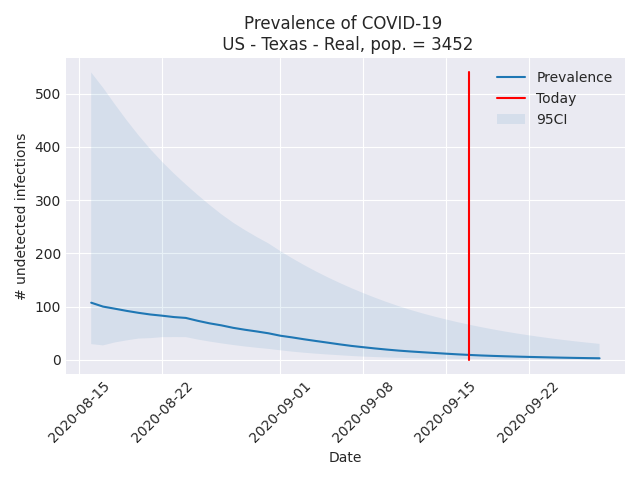 Prevalence of COVID-19
US - Texas - Real, pop. = 3452
Prevalence
Today
95CI
500
400
300
200
100
0
# undetected infections
2020-08-15
2020-08-22
2020-09-01
2020-09-08
2020-09-15
2020-09-22
Date